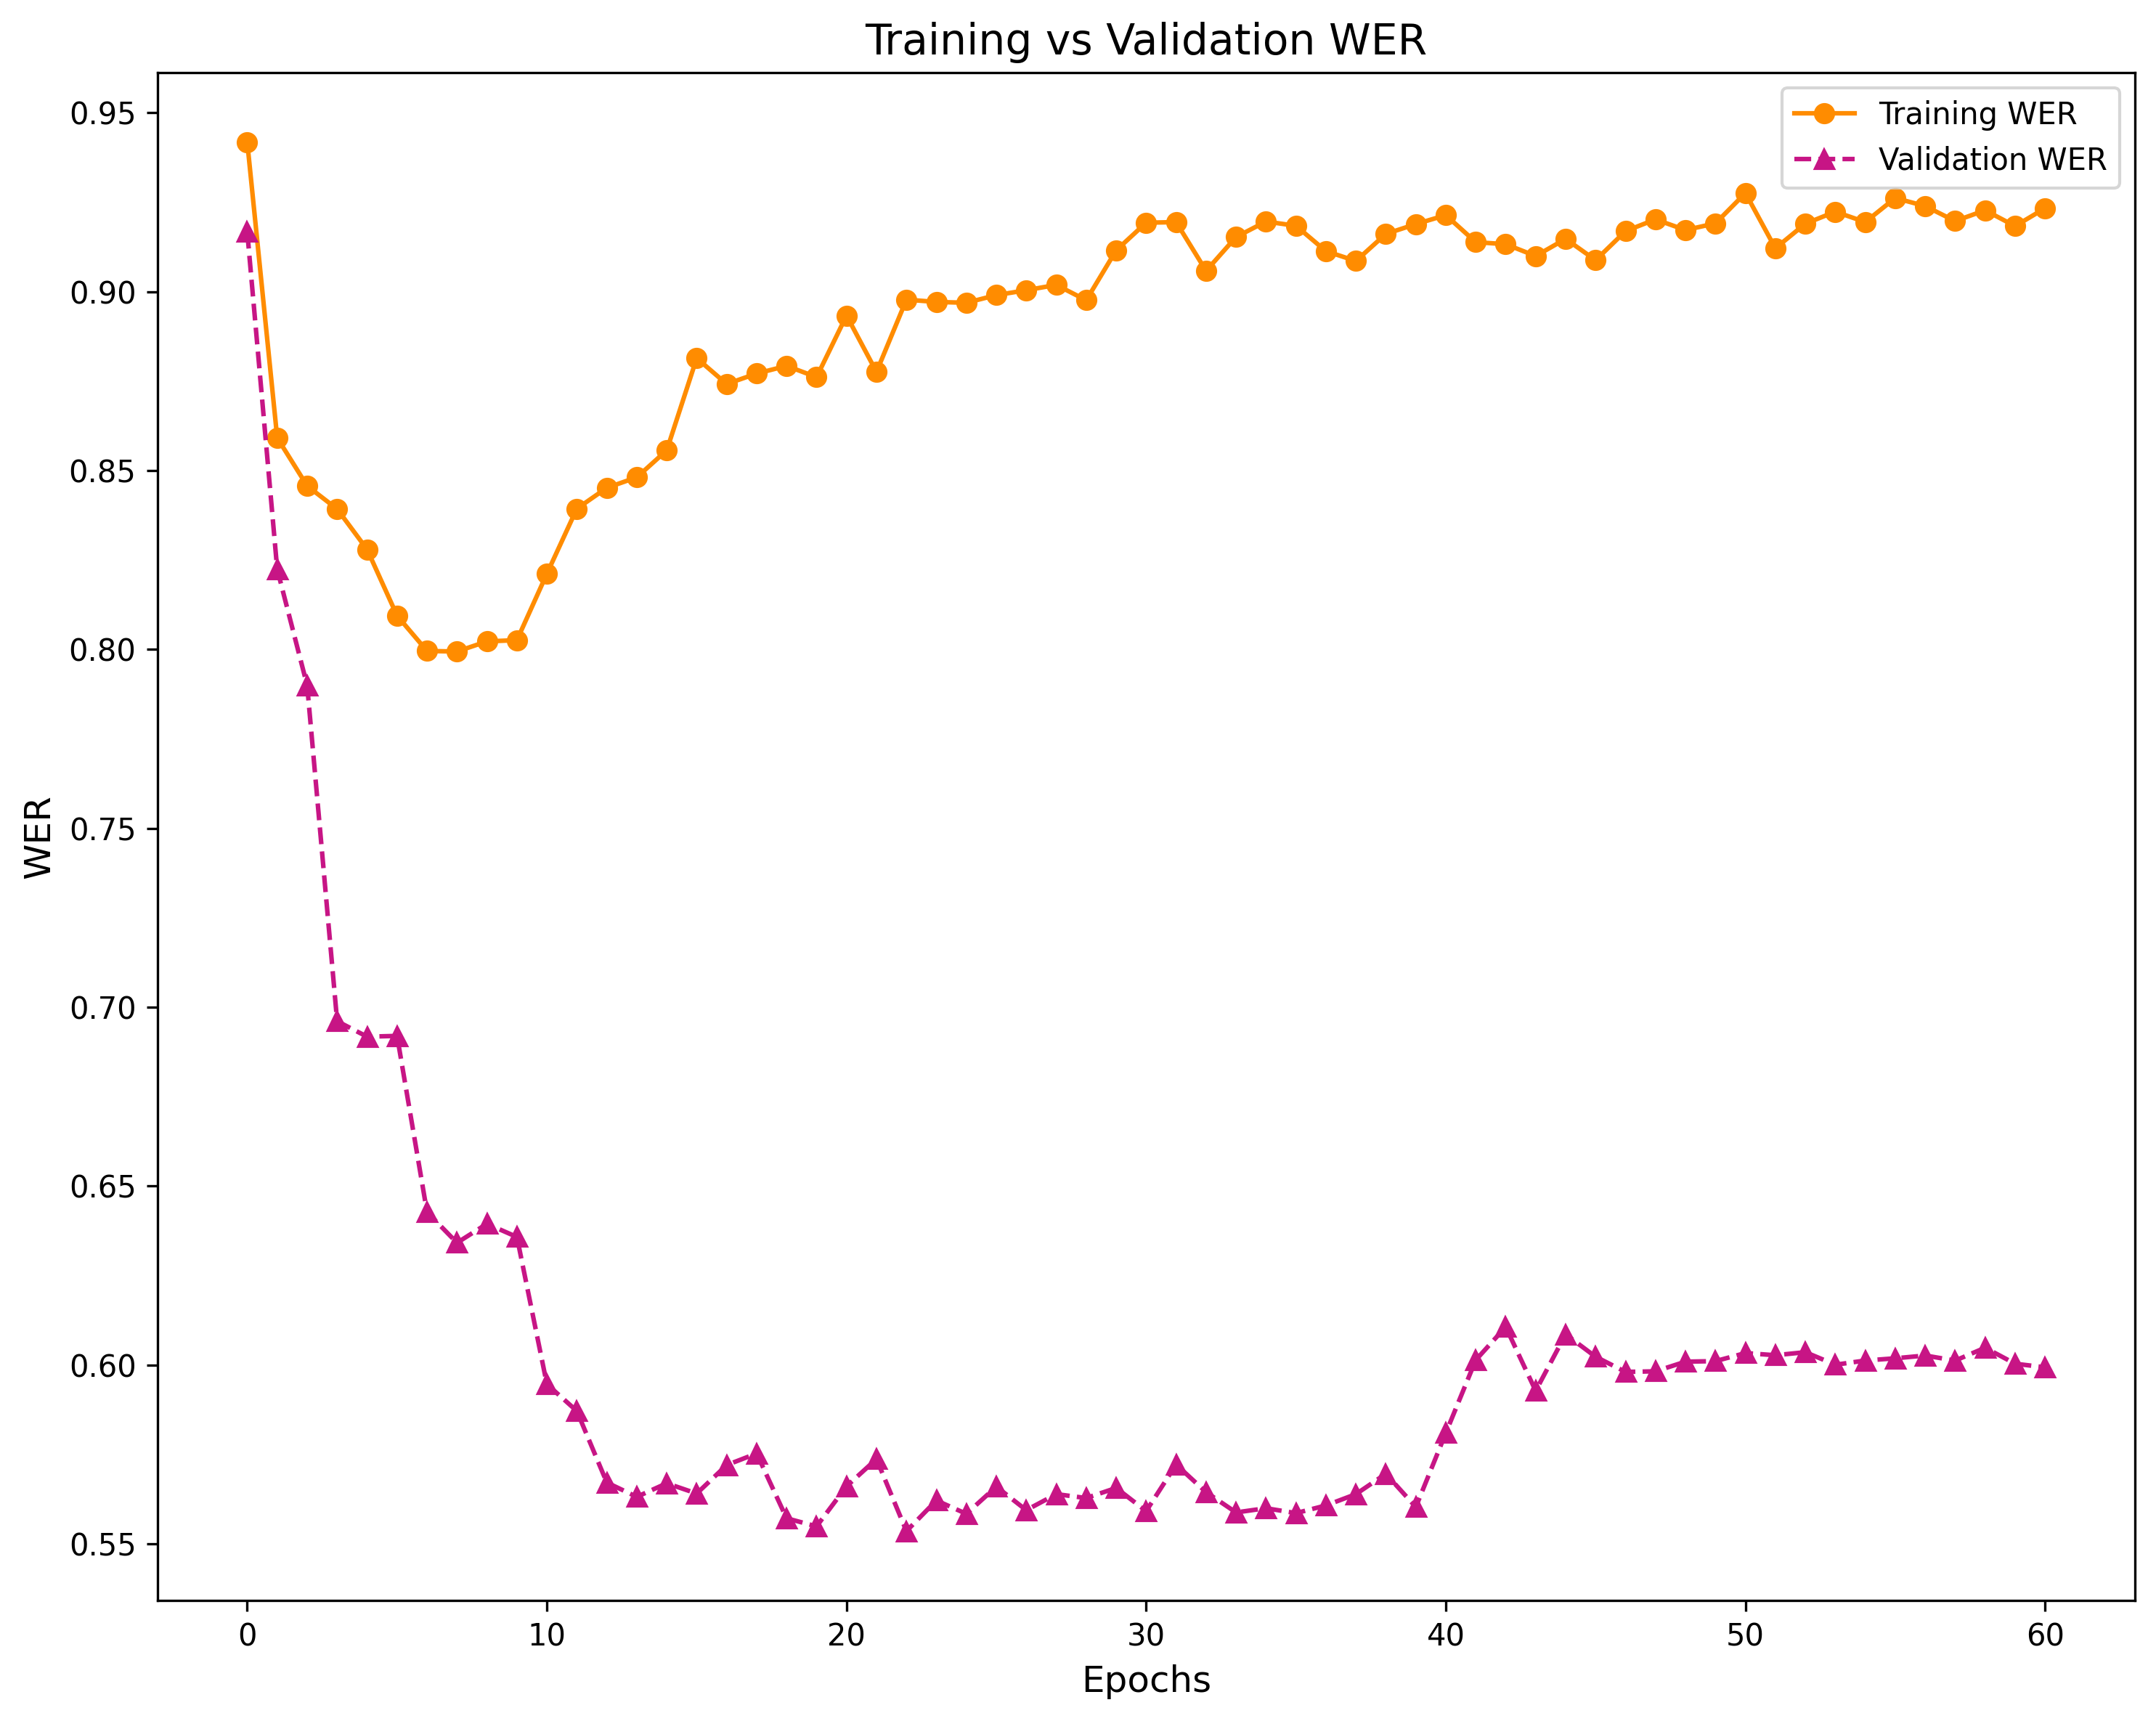 Training vs Validation WER
Training WER
Validation WER
WER
0.95
0.90
0.85
0.80
0.75
0.70
0.65
0.60
0.55
0 10 20 30 40 50 60
Epochs